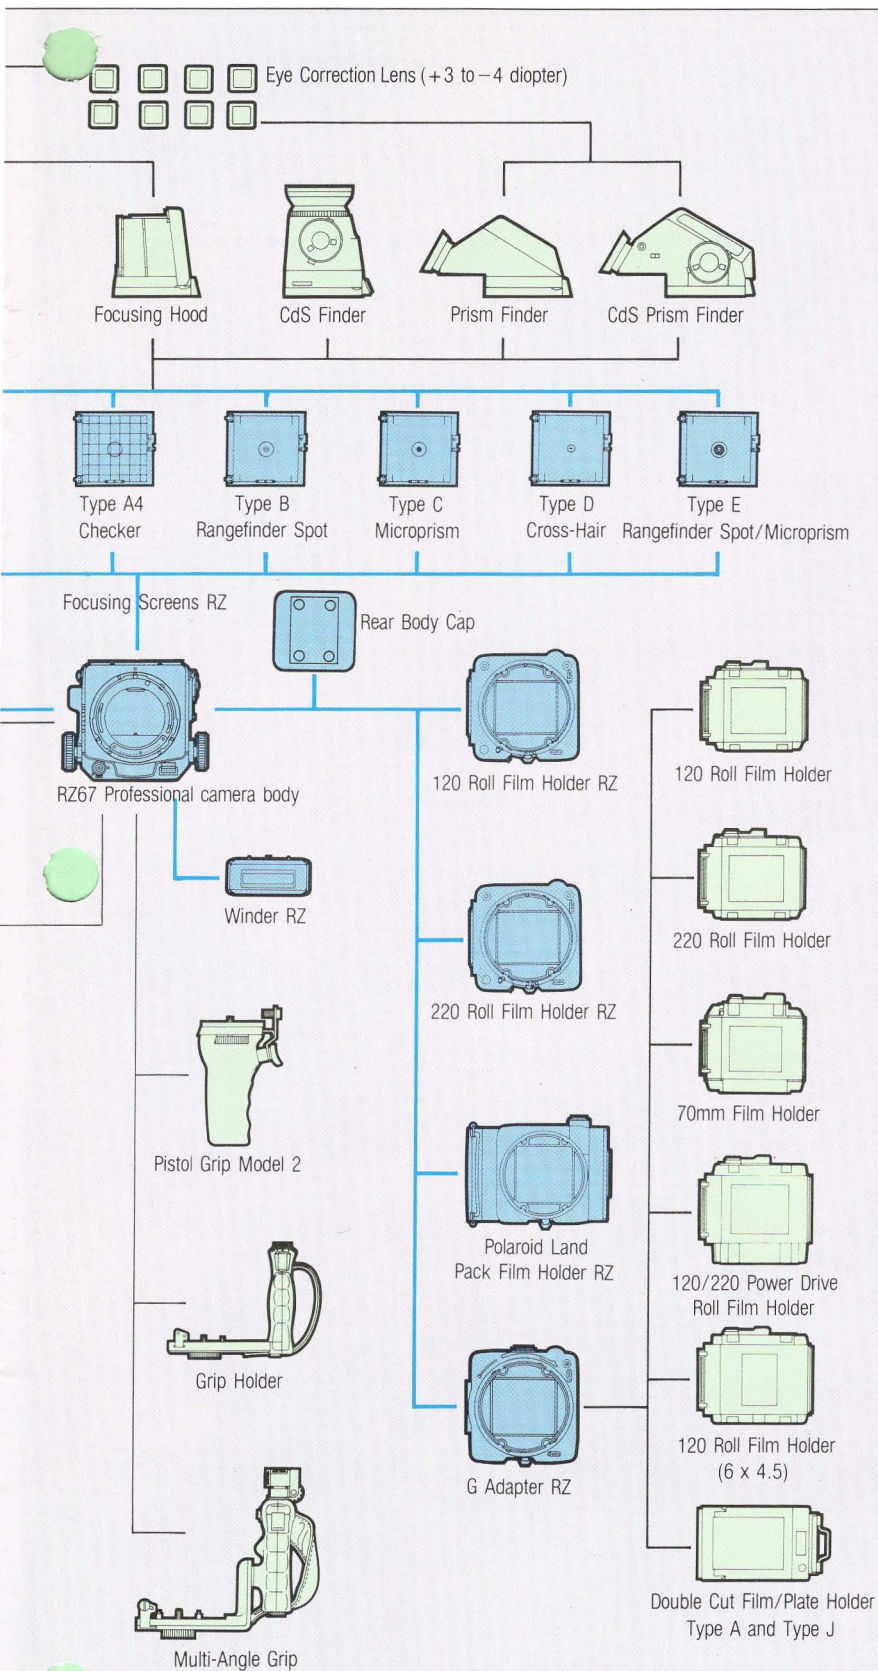 Eye Correction Lens (+3 to −4 diopter)
Focusing Hood
CdS Finder
Prism Finder
CdS Prism Finder
Type A4
Checker
Type B
Rangefinder Spot
Type C
Microprism
Type D
Cross-Hair
Type E
Rangefinder Spot/Microprism
Focusing Screens RZ
Rear Body Cap
RZ67 Professional camera body
120 Roll Film Holder RZ
120 Roll Film Holder
Winder RZ
220 Roll Film Holder RZ
220 Roll Film Holder
70mm Film Holder
Pistol Grip Model 2
Polaroid Land
Pack Film Holder RZ
120/220 Power Drive
Roll Film Holder
Grip Holder
G Adapter RZ
120 Roll Film Holder
(6 x 4.5)
Double Cut Film/Plate Holder
Type A and Type J
Multi-Angle Grip